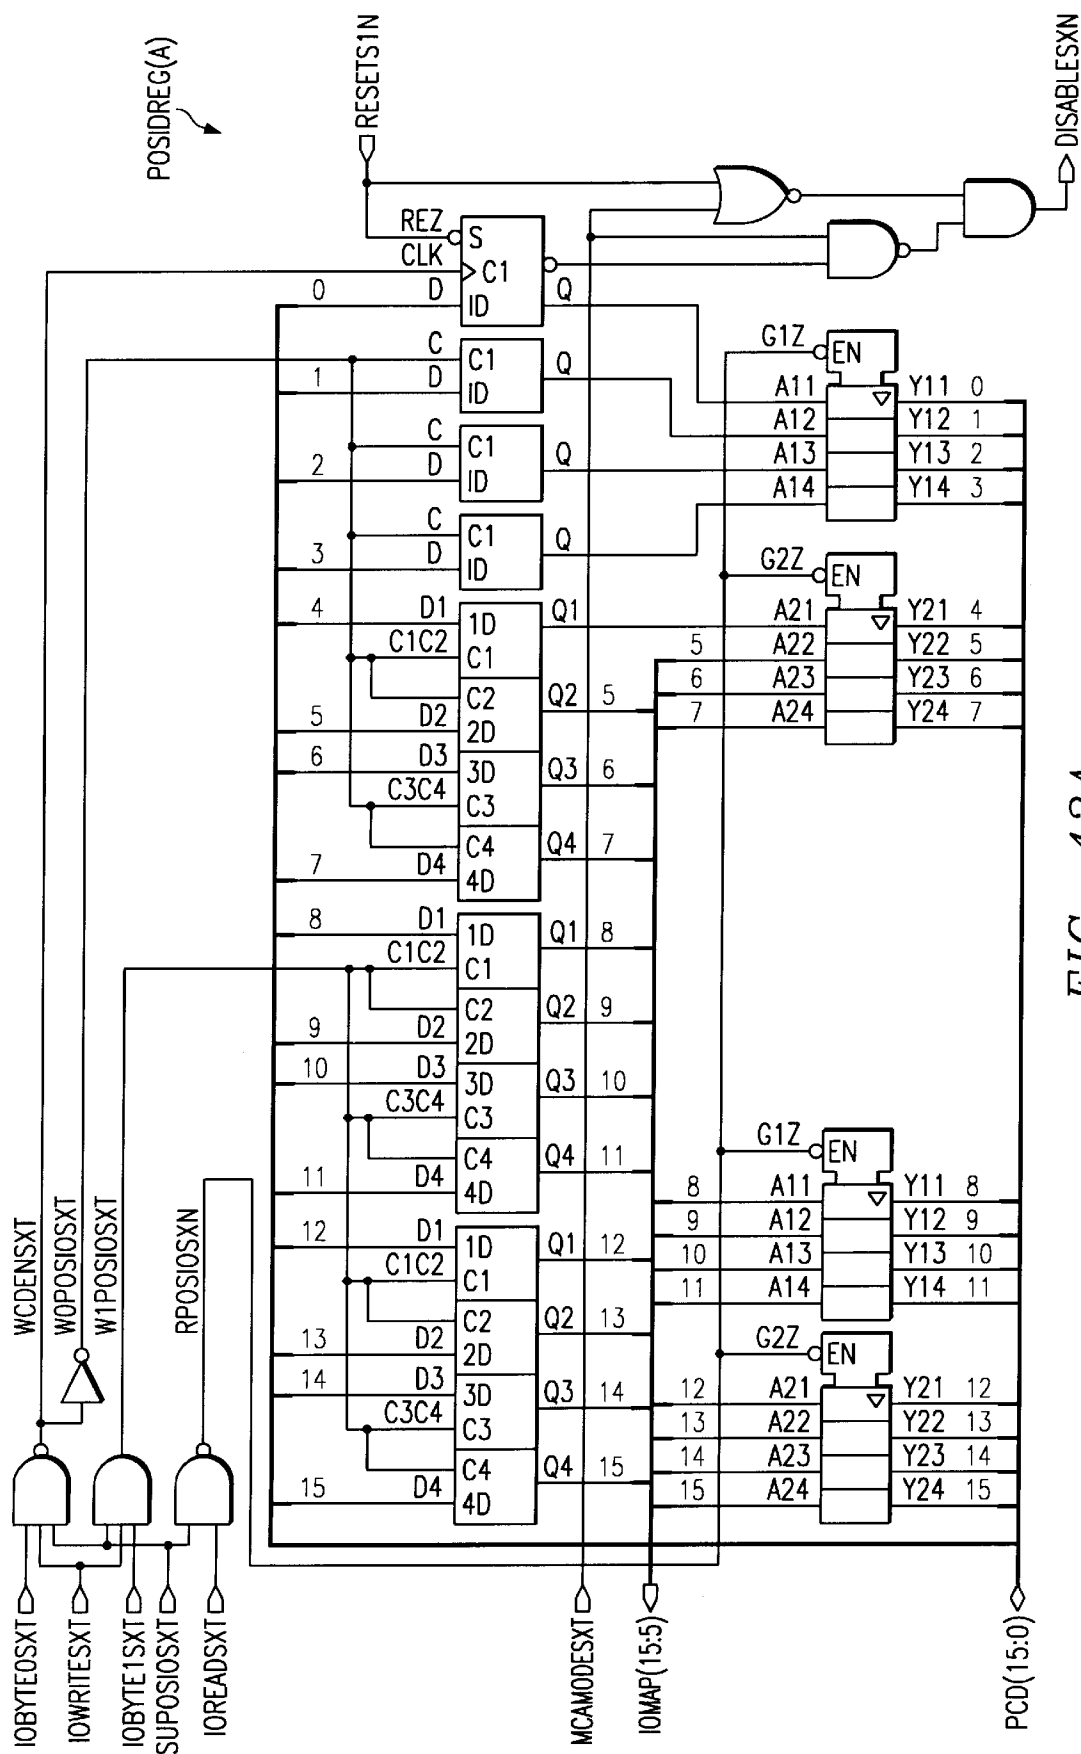 POSIDREG(A)
RESETS1N
DISABLESXN
WCDENSXT
W0POSIOSXT
W1POSIOSXT
RPOSIOSXN
IOBYTE0SXT
IOWRITESXT
IOBYTE1SXT
SUPOSIOSXT
IOREADSXT
MCAMODESXT
IOMAP(15:5)
PCD(15:0)
REZ S
CLK C1
0 D ID Q
C C1
1 D ID Q
C C1
2 D ID Q
C C1
3 D ID Q
4 D1 1D Q1
C1C2 C1
C2 Q2 5
5 D2 2D
6 D3 3D Q3 6
C3C4 C3
C4 Q4 7
7 D4 4D
8 D1 1D Q1 8
C1C2 C1
C2 Q2 9
9 D2 2D
10 D3 3D Q3 10
C3C4 C3
C4 Q4 11
11 D4 4D
12 D1 1D Q1 12
C1C2 C1
C2 Q2 13
13 D2 2D
14 D3 3D Q3 14
C3C4 C3
C4 Q4 15
15 D4 4D
G1Z EN
A11 Y11 0
A12 Y12 1
A13 Y13 2
A14 Y14 3
G2Z EN
A21 Y21 4
5 A22 Y22 5
6 A23 Y23 6
7 A24 Y24 7
G1Z EN
8 A11 Y11 8
9 A12 Y12 9
10 A13 Y13 10
11 A14 Y14 11
G2Z EN
12 A21 Y21 12
13 A22 Y22 13
14 A23 Y23 14
15 A24 Y24 15
FIG.